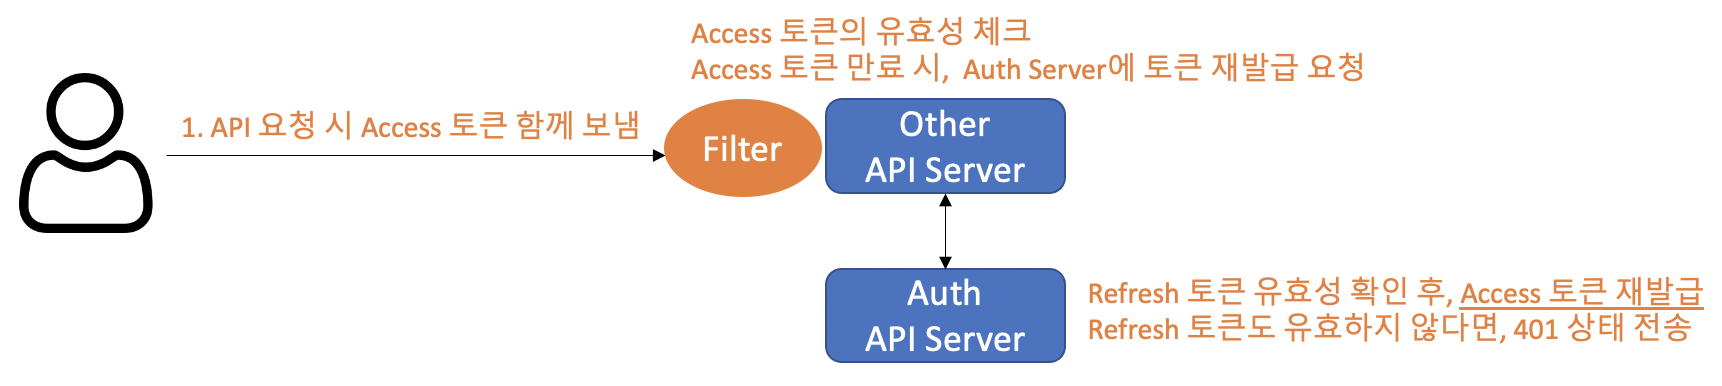 Access 토큰의 유효성 체크
Access 토큰 만료 시, Auth Server에 토큰 재발급 요청
1. API 요청 시 Access 토큰 함께 보냄
Filter
Other
API Server
Auth
API Server
Refresh 토큰 유효성 확인 후, Access 토큰 재발급
Refresh 토큰도 유효하지 않다면, 401 상태 전송